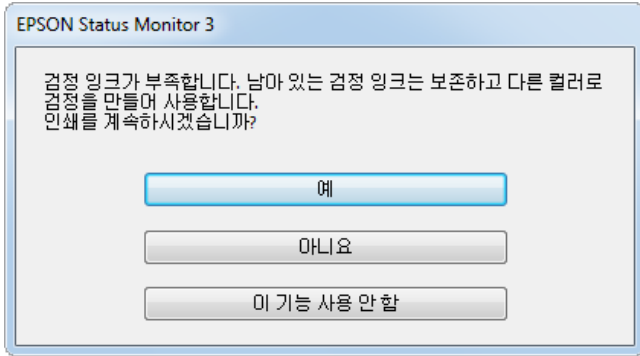 EPSON Status Monitor 3
검정 잉크가 부족합니다. 남아 있는 검정 잉크는 보존하고 다른 컬러로
검정을 만들어 사용합니다.
인쇄를 계속하시겠습니까?
예
아니요
이 기능 사용 안 함